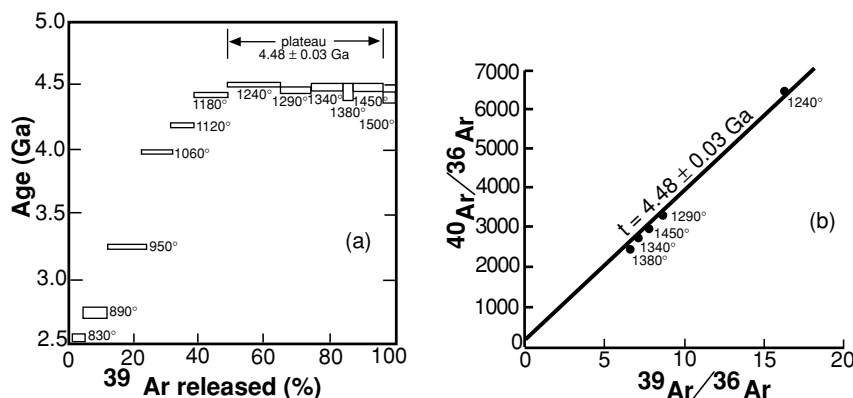 5.0
4.5
4.0
3.5
3.0
2.5
Age (Ga)
plateau
4.48 ± 0.03 Ga
1180°
1240°
1290°
1340°
1380°
1450°
1500°
1120°
1060°
950°
890°
830°
(a)
0 20 40 60 80 100
39 Ar released (%)
7000
6000
5000
4000
3000
2000
1000
0
40Ar/36Ar
t = 4.48 ± 0.03 Ga
1240°
1290°
1450°
1340°
1380°
(b)
0 5 10 15 20
39Ar/36Ar